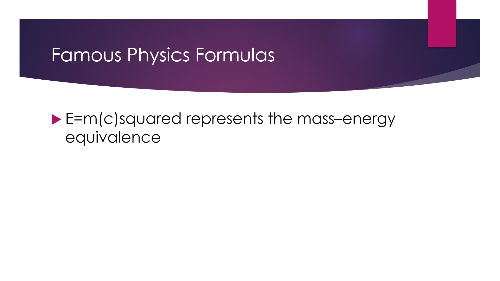 Famous Physics Formulas
E=m(c)squared represents the mass–energy
equivalence